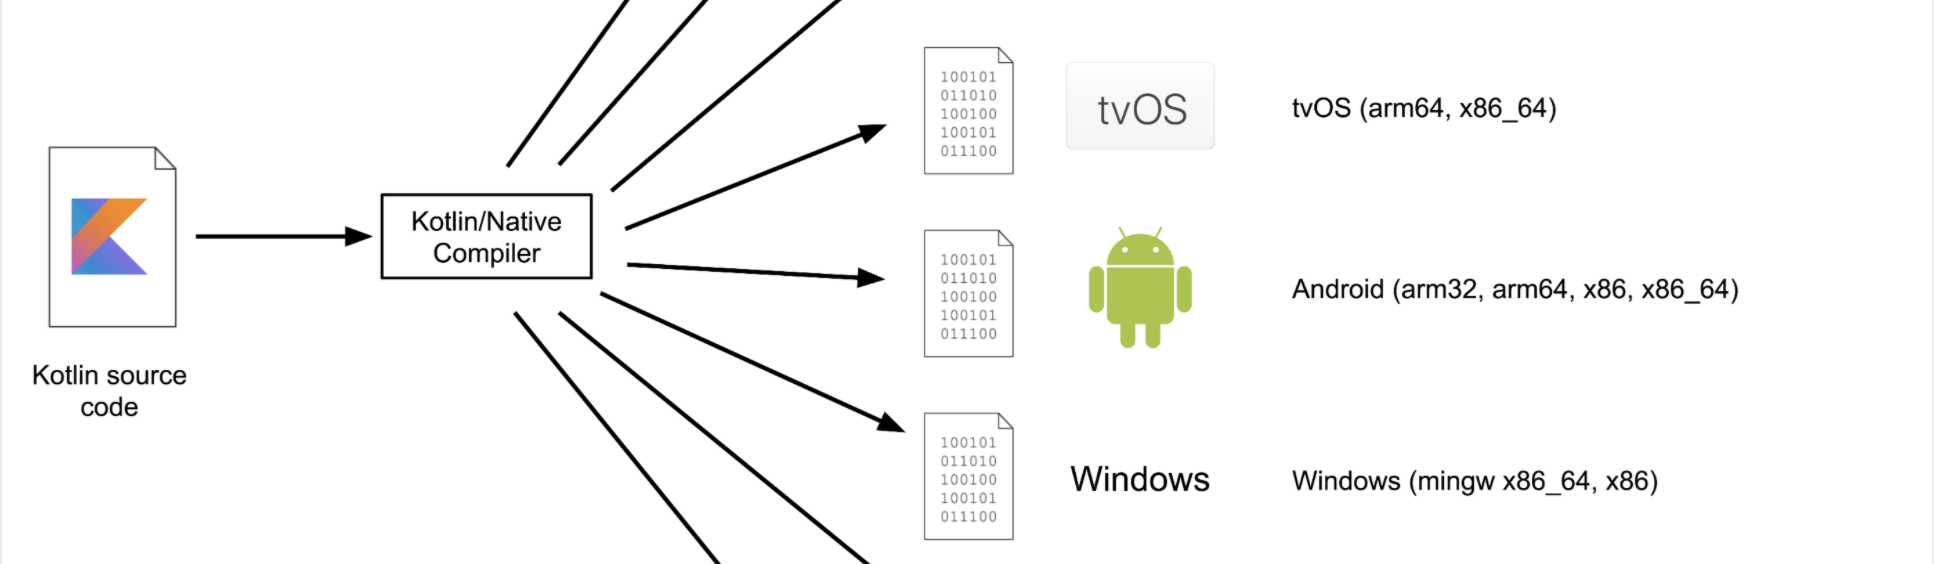 100101
011010
100100
100101
011100
tvOS
tvOS (arm64, x86_64)
Kotlin/Native
Compiler
Kotlin source
code
100101
011010
100100
100101
011100
Android (arm32, arm64, x86, x86_64)
100101
011010
100100
100101
011100
Windows
Windows (mingw x86_64, x86)